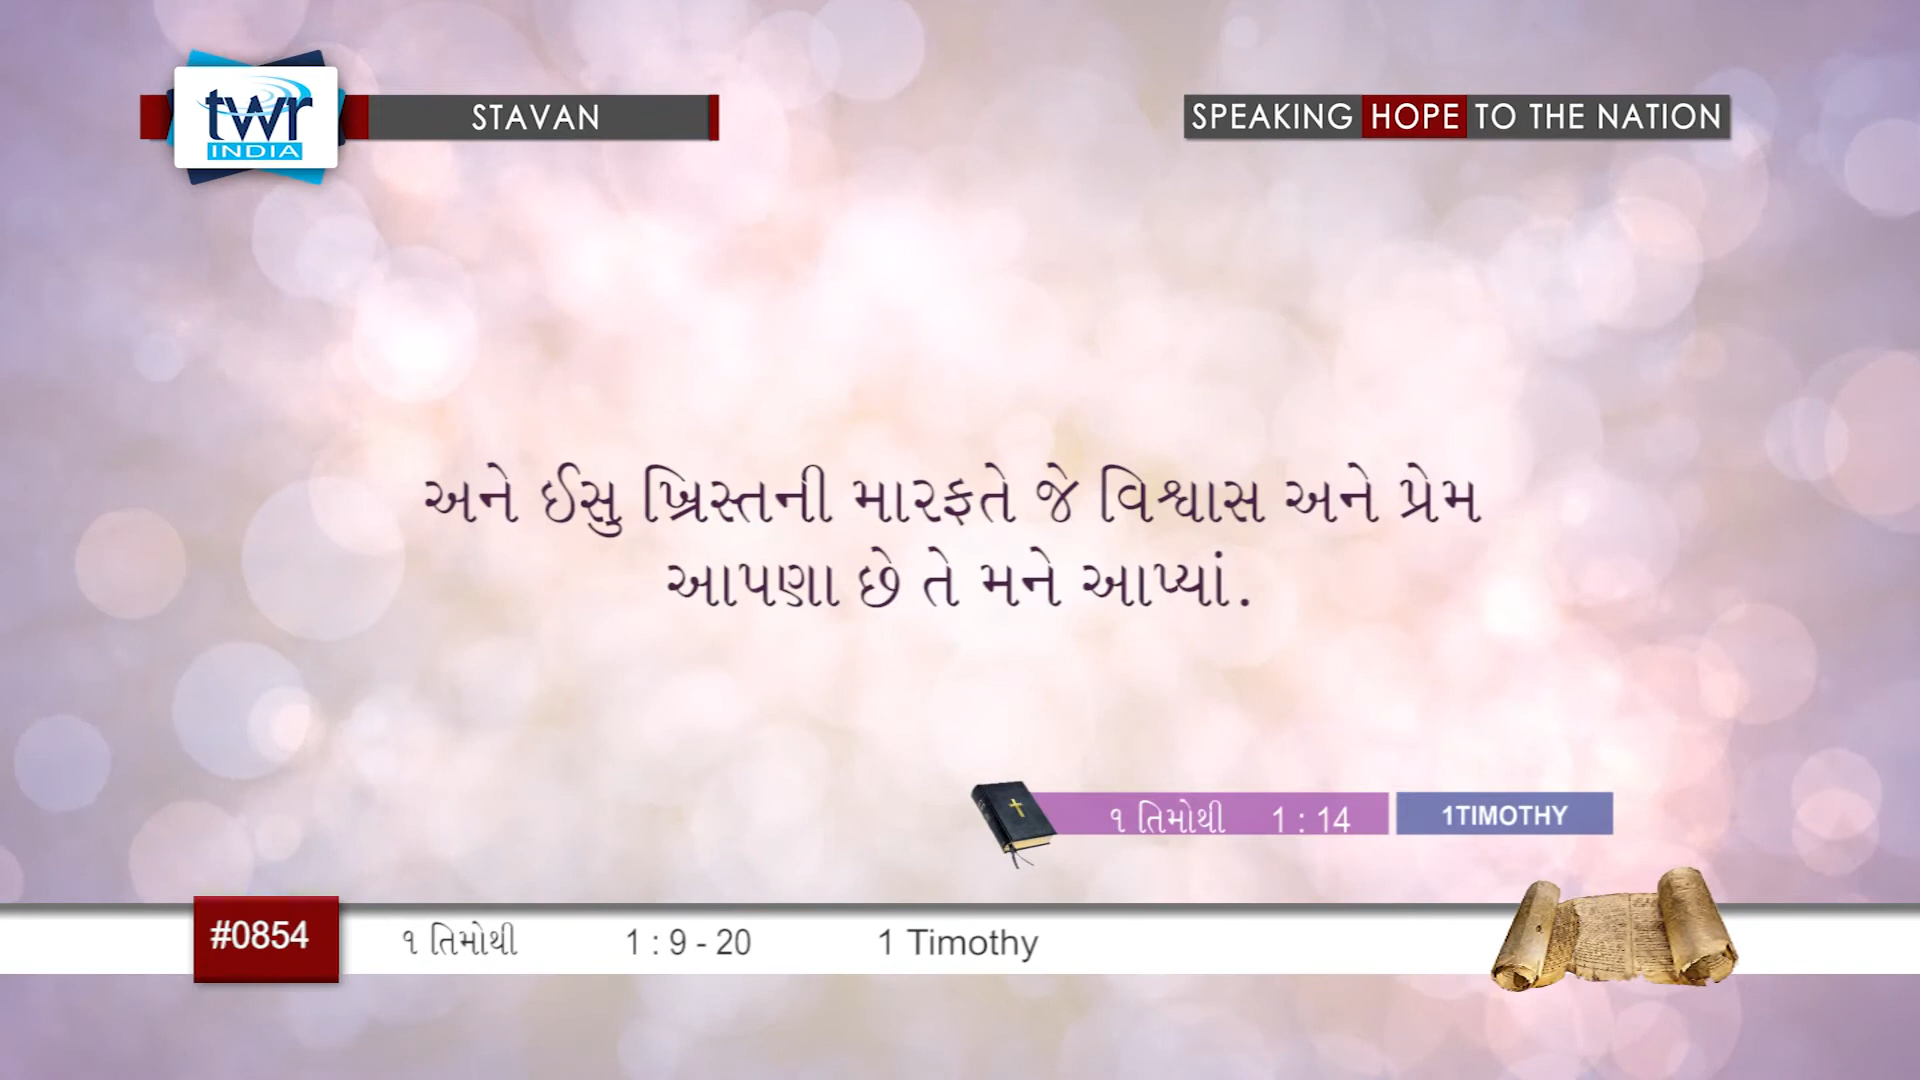 twr
INDIA
STAVAN
SPEAKING HOPE TO THE NATION
અને ઈસુ ખ્રિસ્તની મારફતે જે વિશ્વાસ અને પ્રેમ
આપણા છે તે મને આપ્યાં.
૧ તિમોથી 1 : 14 1TIMOTHY
#0854 ૧ તિમોથી 1 : 9 - 20 1 Timothy